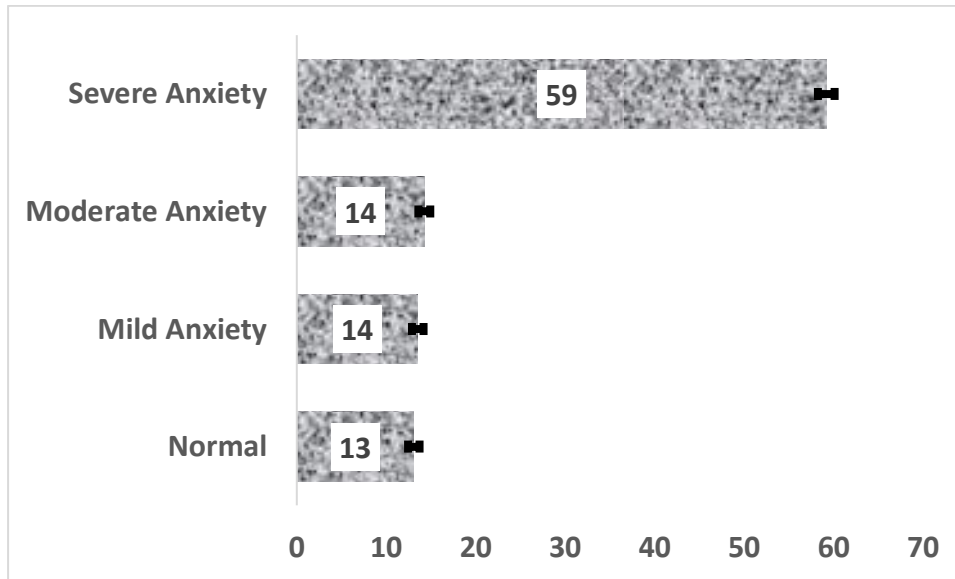 Severe Anxiety
59
Moderate Anxiety
14
Mild Anxiety
14
Normal
13
0 10 20 30 40 50 60 70